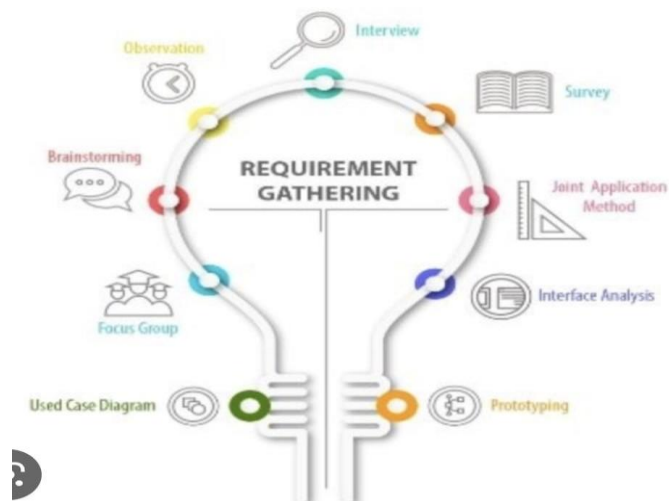 Interview
Observation
Survey
Brainstorming
REQUIREMENT
GATHERING
Joint Application
Method
Interface Analysis
Focus Group
Used Case Diagram
Prototyping